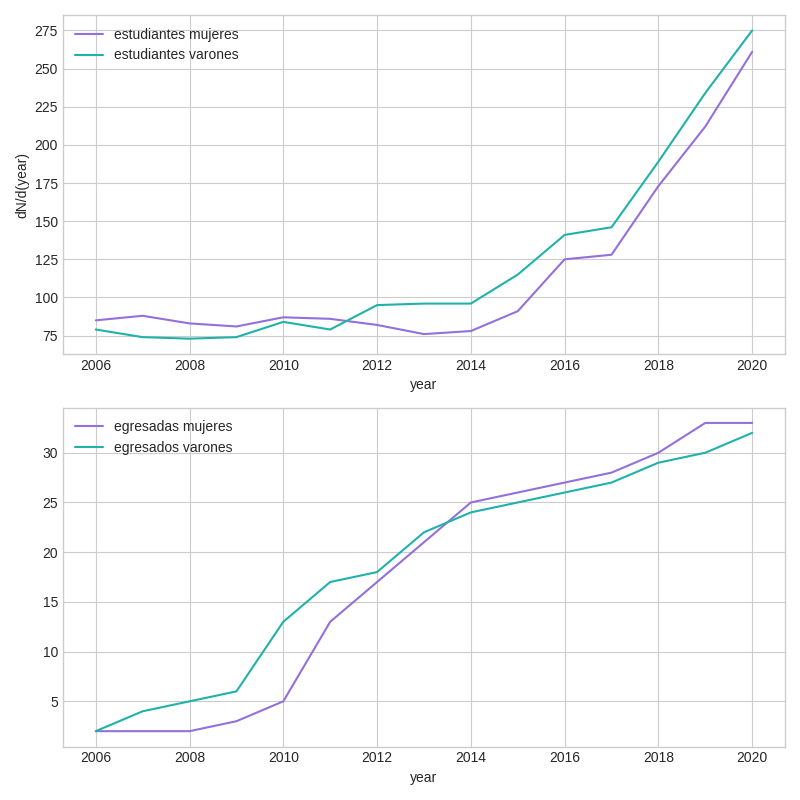 estudiantes mujeres
estudiantes varones
275
250
225
200
175
150
125
100
75
dN/d(year)
2006 2008 2010 2012 2014 2016 2018 2020
year
egresadas mujeres
egresados varones
30
25
20
15
10
5
2006 2008 2010 2012 2014 2016 2018 2020
year